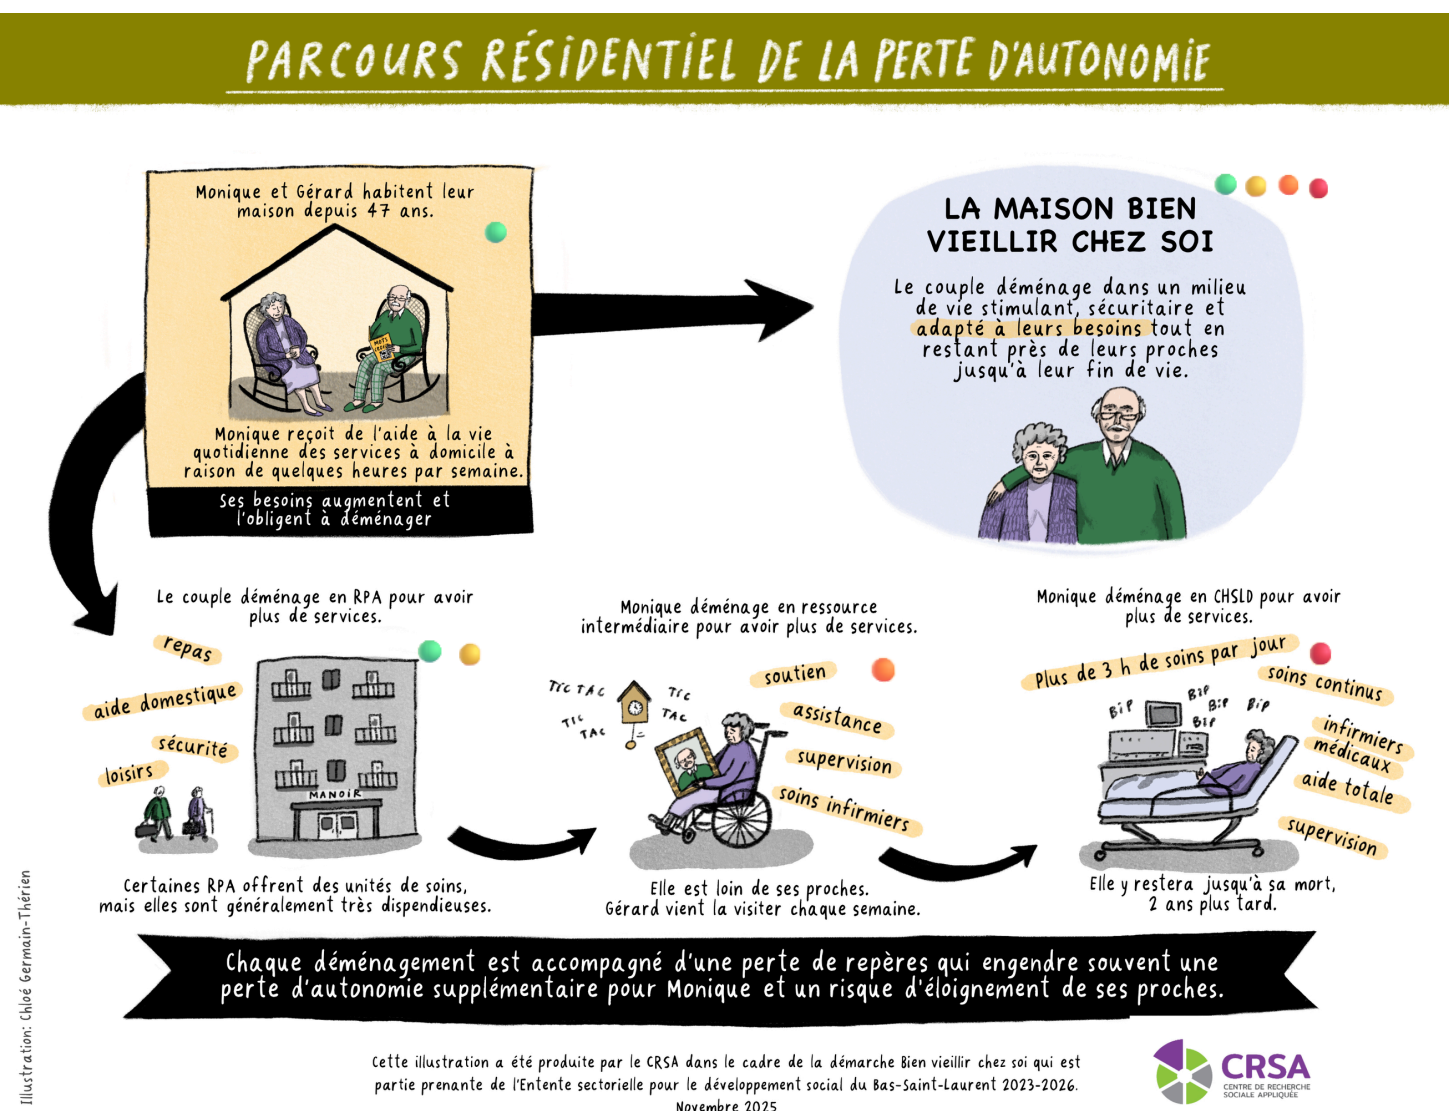 PARCOURS RÉSIDENTIEL DE LA PERTE D'AUTONOMIE
Monique et Gérard habitent leur
maison depuis 47 ans.
MOTS
Monique reçoit de l'aide à la vie
quotidienne des services à domicile à
raison de quelques heures par semaine.
Ses besoins augmentent et
l'obligent à déménager
LA MAISON BIEN
VIEILLIR CHEZ SOI
Le couple déménage dans un milieu
de vie stimulant, sécuritaire et
adapté à leurs besoins tout en
restant près de leurs proches
jusqu'à leur fin de vie.
Le couple déménage en RPA pour avoir
plus de services.
repas
aide domestique
sécurité
loisirs
MANOIR
Certaines RPA offrent des unités de soins,
mais elles sont généralement très dispendieuses.
Monique déménage en ressource
intermédiaire pour avoir plus de services.
TIC TAC
TIC
TAC
TIC
TAC
soutien
assistance
supervision
soins infirmiers
Elle est loin de ses proches.
Gérard vient la visiter chaque semaine.
Monique déménage en CHSLD pour avoir
plus de services.
Plus de 3 h de soins par jour
soins continus
BIP
BIP
BIP
BIP
BIP
infirmiers
médicaux
aide totale
supervision
Elle y restera jusqu'à sa mort,
2 ans plus tard.
Chaque déménagement est accompagné d'une perte de repères qui engendre souvent une
perte d'autonomie supplémentaire pour Monique et un risque d'éloignement de ses proches.
Cette illustration a été produite par le CRSA dans le cadre de la démarche Bien vieillir chez soi qui est
partie prenante de l'Entente sectorielle pour le développement social du Bas-Saint-Laurent 2023-2026.
Novembre 2025
CRSA
CENTRE DE RECHERCHE
SOCIALE APPLIQUÉE
Illustration: Chloé Germain-Thérien